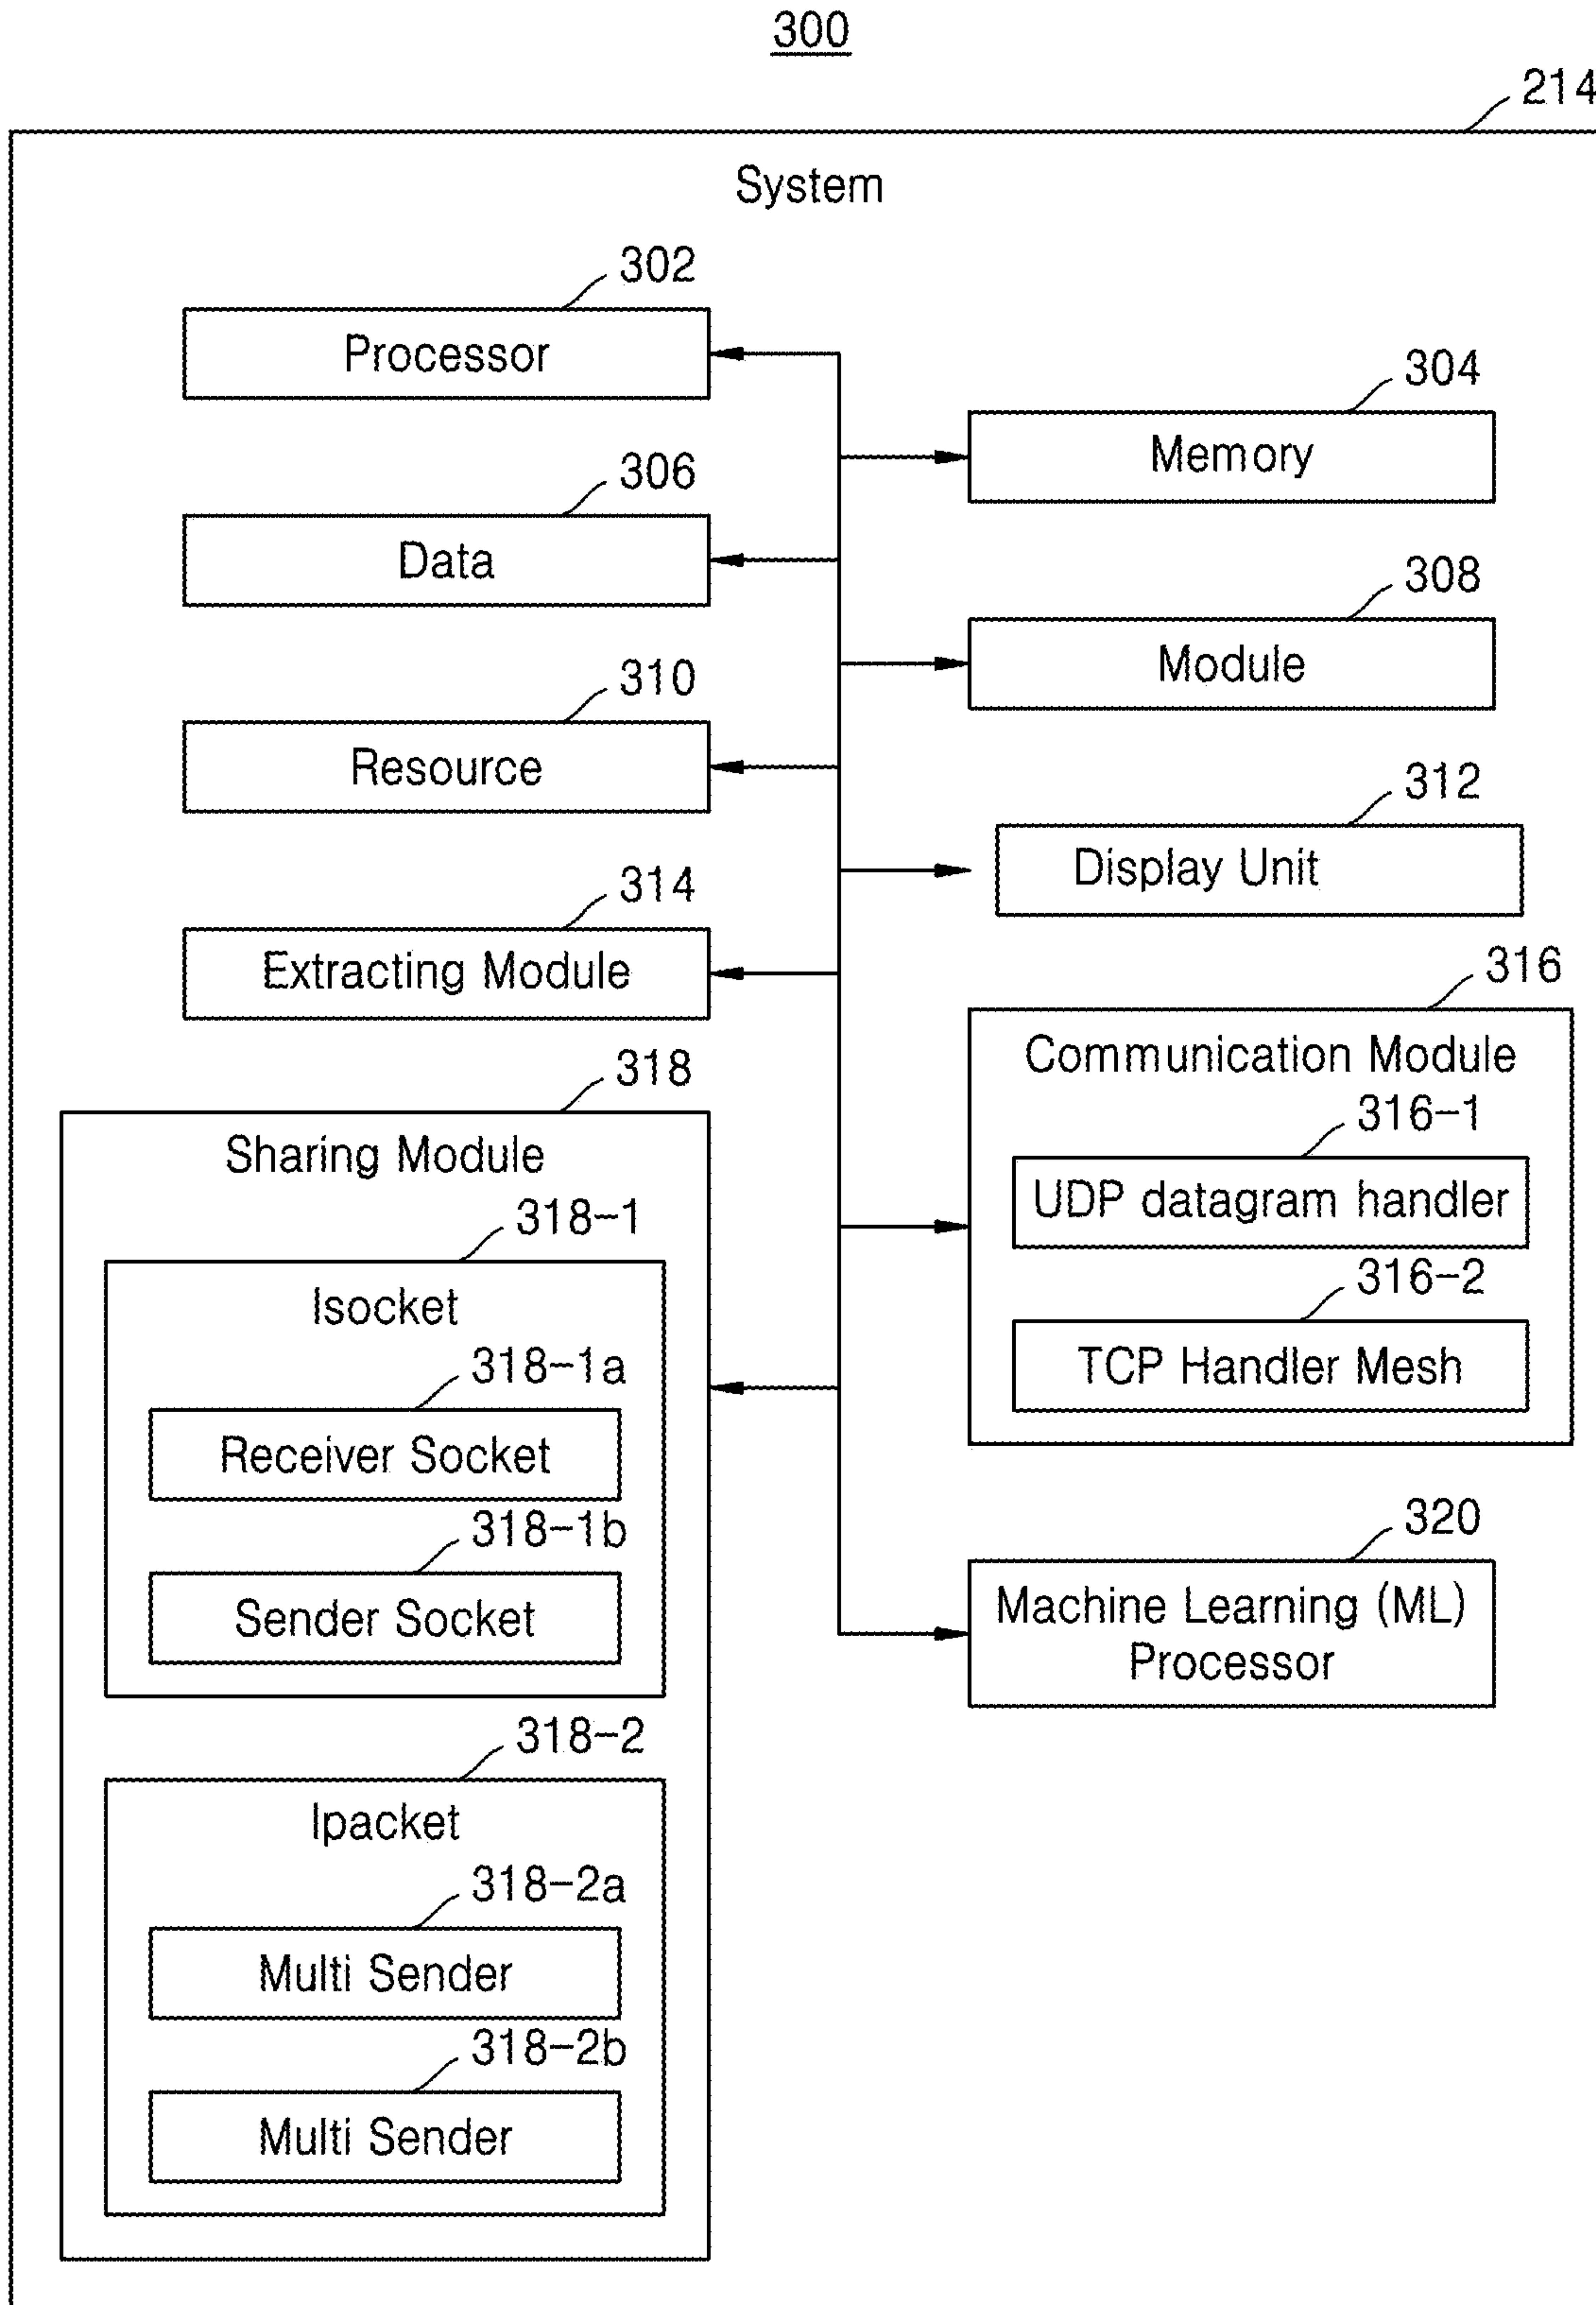 300
214
System
302
Processor
304
Memory
306
Data
308
Module
310
Resource
312
Display Unit
314
Extracting Module
316
Communication Module
316-1
UDP datagram handler
316-2
TCP Handler Mesh
318
Sharing Module
318-1
Isocket
318-1a
Receiver Socket
318-1b
Sender Socket
320
Machine Learning (ML)
Processor
318-2
Ipacket
318-2a
Multi Sender
318-2b
Multi Sender